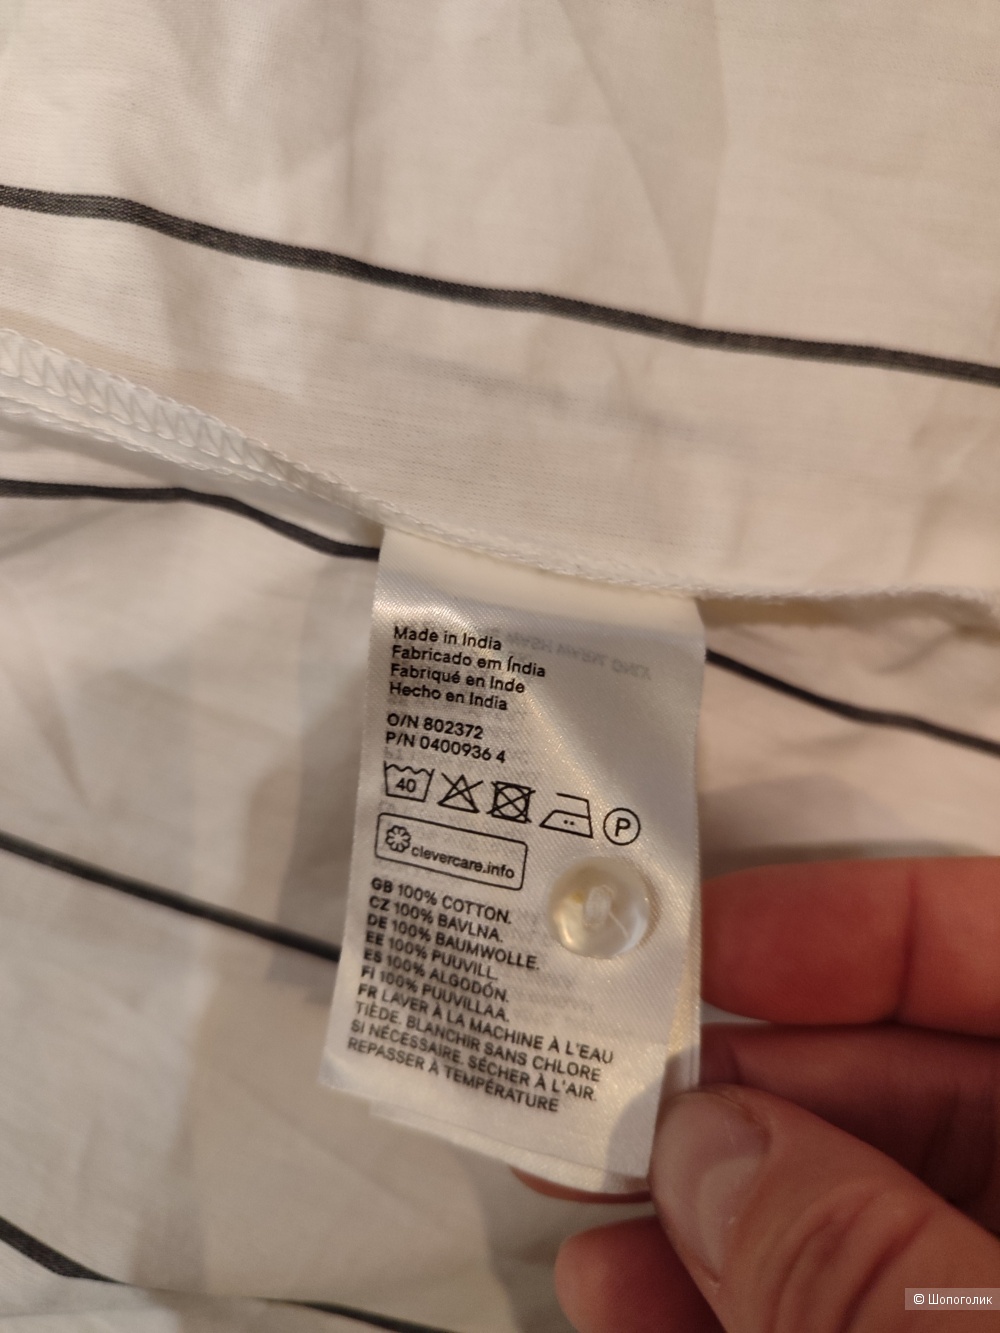 Made in India
Fabricado em Índia
Fabriqué en Inde
Hecho en India
O/N 802372
P/N 0400936 4
40
P
clevercare.info
GB 100% COTTON.
CZ 100% BAVLNA.
DE 100% BAUMWOLLE.
EE 100% PUUVILL.
ES 100% ALGODÓN.
FI 100% PUUVILLAA.
FR LAVER À LA MACHINE À L'EAU
TIÈDE. BLANCHIR SANS CHLORE
SI NÉCESSAIRE. SÉCHER À L'AIR.
REPASSER À TEMPÉRATURE
© Шопоголик